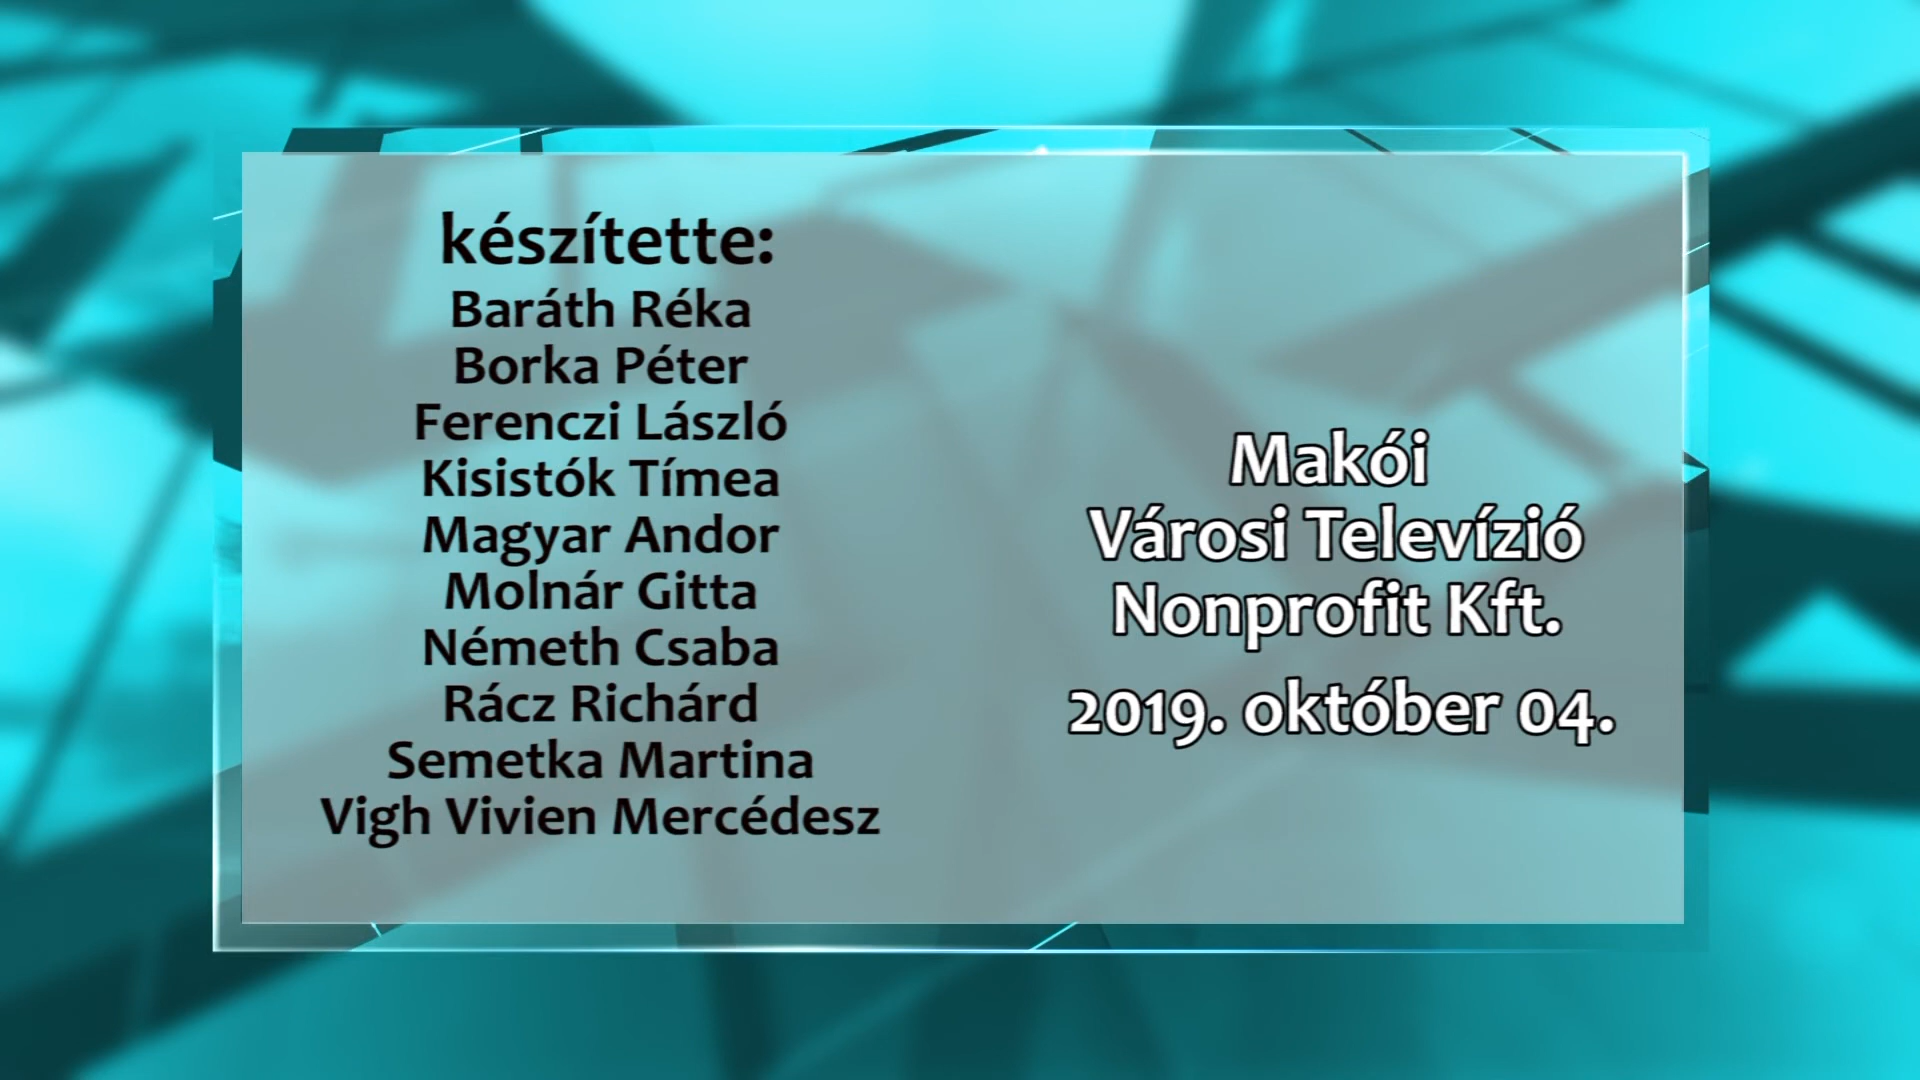 készítette:
Baráth Réka
Borka Péter
Ferenczi László
Kisistók Tímea
Magyar Andor
Molnár Gitta
Németh Csaba
Rácz Richárd
Semetka Martina
Vigh Vivien Mercédesz
Makói
Városi Televízió
Nonprofit Kft.
2019. október 04.